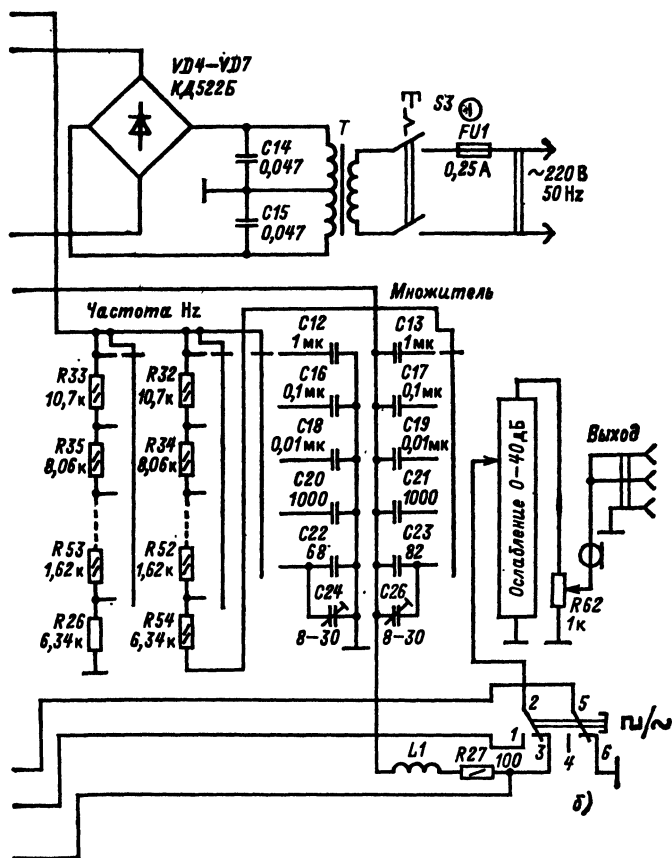 VD4–VD7
КД522Б
C14
0,047
C15
0,047
T
S3
FU1
0,25А
~220В
50 Hz
Частота Hz
Множитель
R33
10,7к
R32
10,7к
C12
1мк
C13
1мк
R35
8,06к
R34
8,06к
C16
0,1мк
C17
0,1мк
C18
0,01мк
C19
0,01мк
C20
1000
C21
1000
R53
1,62к
R52
1,62к
C22
68
C23
82
R26
6,34к
R54
6,34к
C24
8–30
C26
8–30
Ослабление 0–40дБ
Выход
R62
1к
2
5
1
3
4
6
L1
R27
100
б)